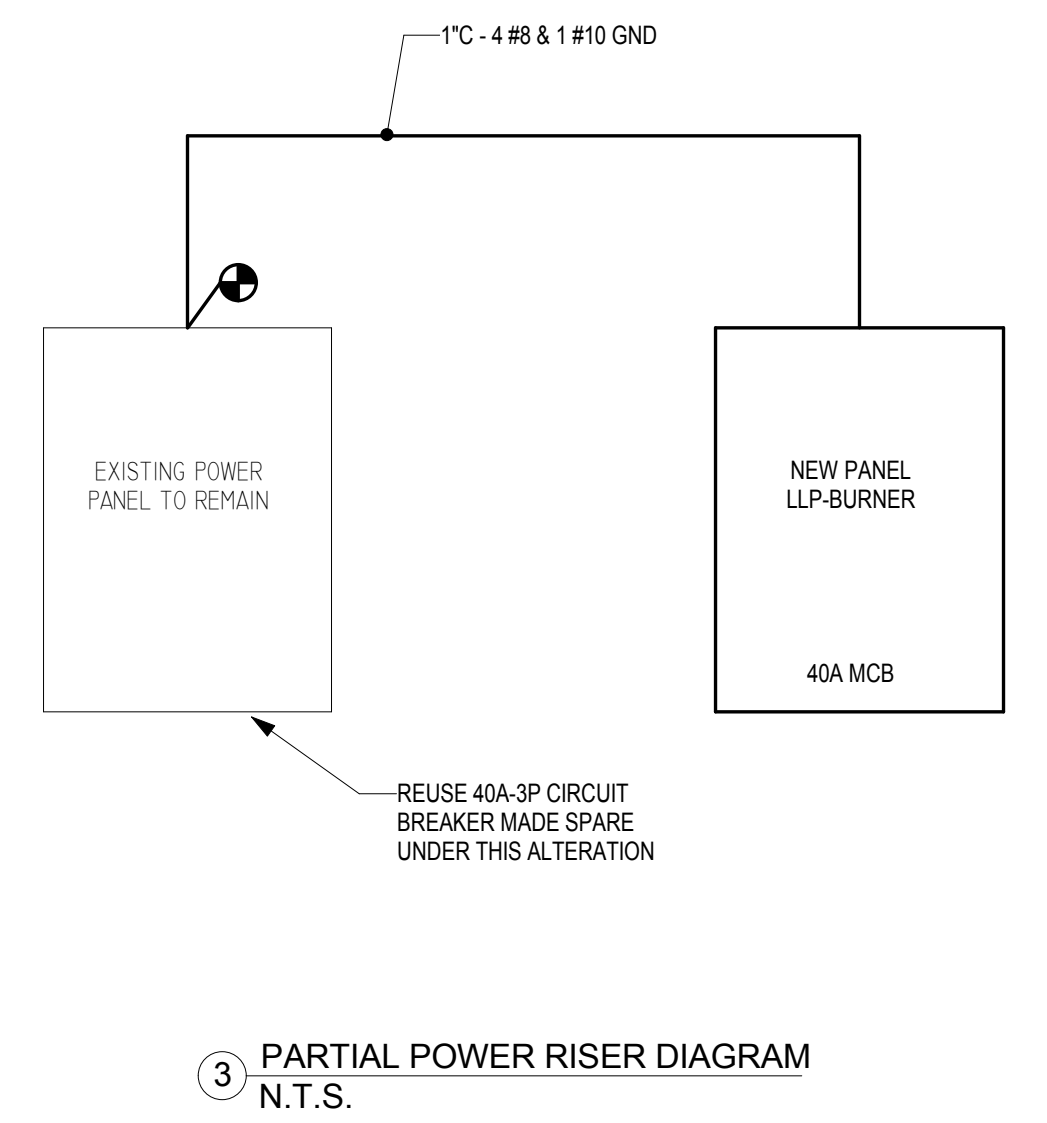 1"C - 4 #8 & 1 #10 GND
EXISTING POWER
PANEL TO REMAIN
NEW PANEL
LLP-BURNER
40A MCB
REUSE 40A-3P CIRCUIT
BREAKER MADE SPARE
UNDER THIS ALTERATION
3 PARTIAL POWER RISER DIAGRAM
N.T.S.